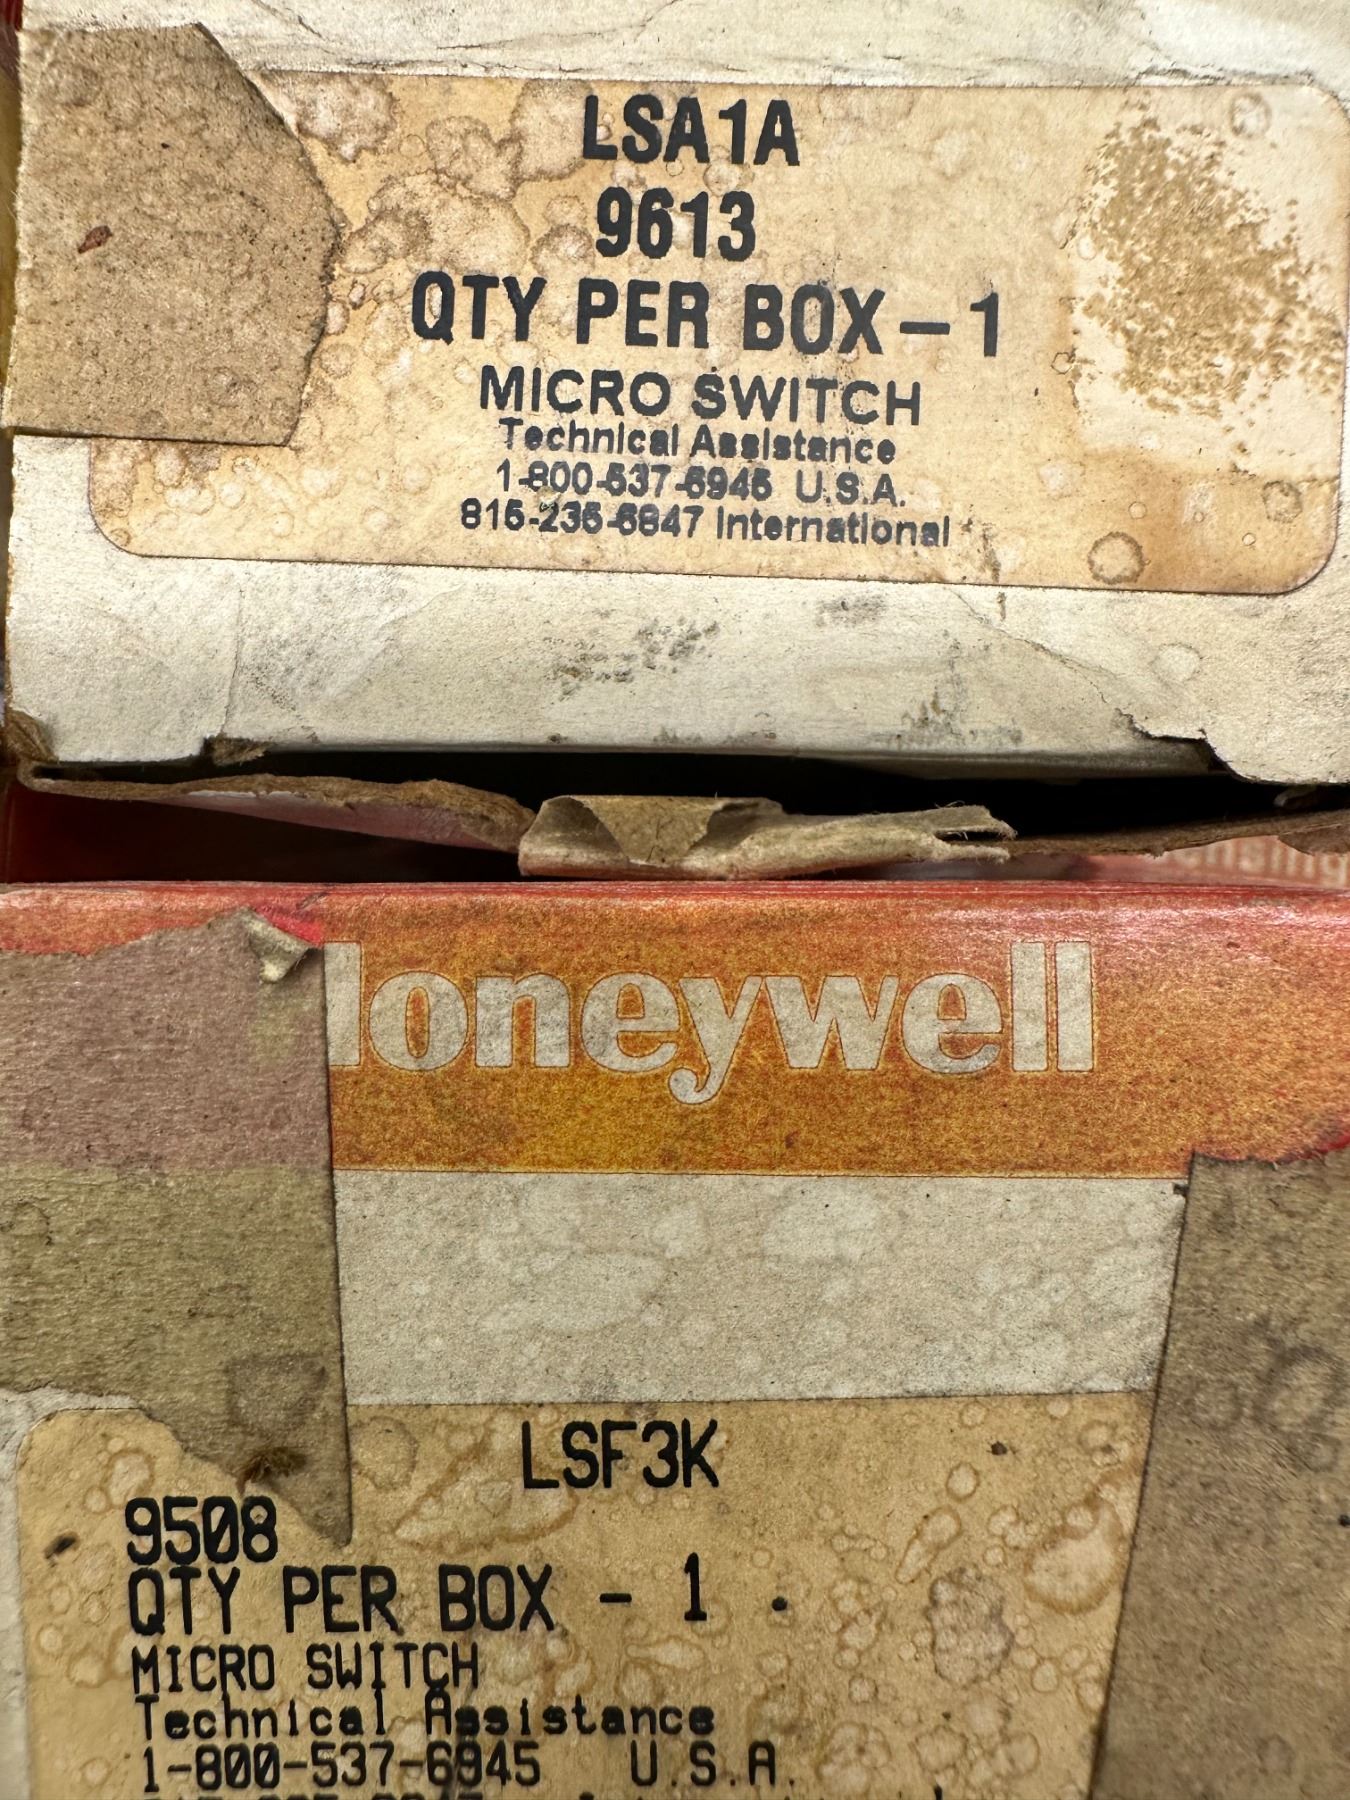 LSA1A
9613
QTY PER BOX – 1
MICRO SWITCH
Technical Assistance
1-800-537-6945 U.S.A.
815-235-6847 International
Honeywell
LSF3K
9508
QTY PER BOX - 1 .
MICRO SWITCH
Technical Assistance
1-800-537-6945 U.S.A.